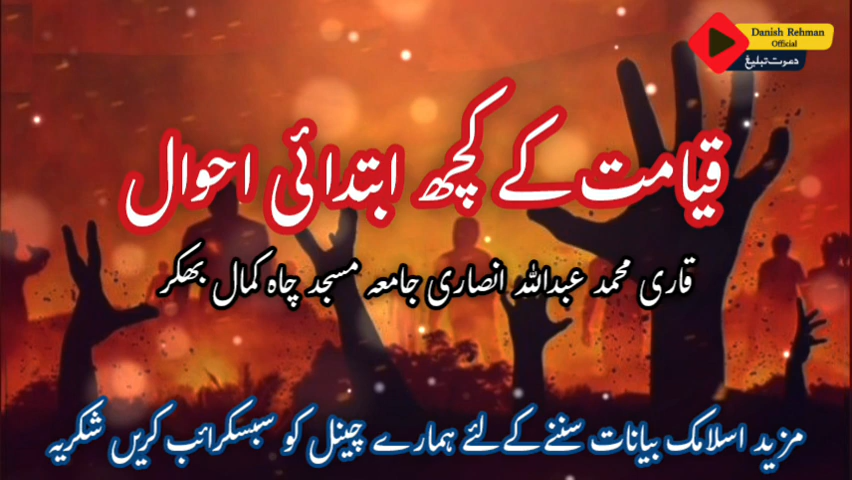 Danish Rehman
Official
دعوت تبلیغ
قیامت کے کچھ ابتدائی احوال
قاری محمد عبداللہ انصاری جامعہ مسجد چاہ کمال بھکر
مزید اسلامک بیانات سننے کے لئے ہمارے چینل کو سبسکرائب کریں شکریہ